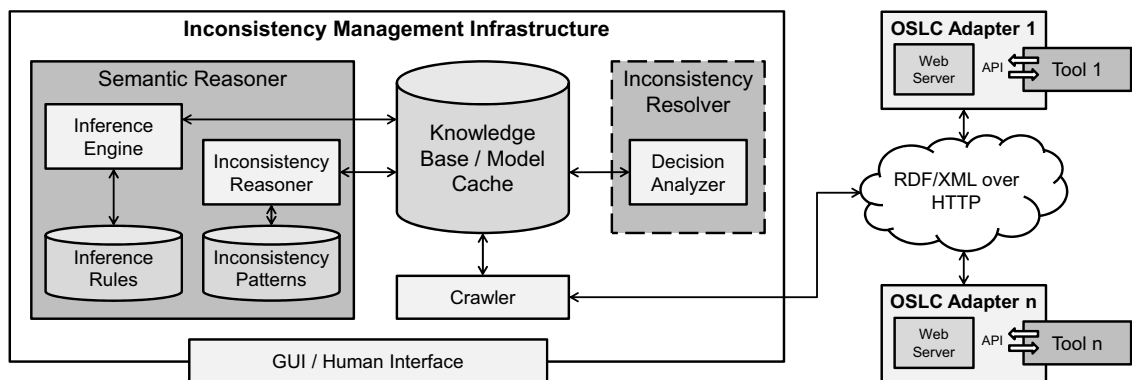 Inconsistency Management Infrastructure
Semantic Reasoner
Inference
Engine
Inconsistency
Reasoner
Inference
Rules
Inconsistency
Patterns
Knowledge
Base / Model
Cache
Inconsistency
Resolver
Decision
Analyzer
Crawler
GUI / Human Interface
OSLC Adapter 1
Web
Server
API
Tool 1
RDF/XML over
HTTP
OSLC Adapter n
Web
Server
API
Tool n